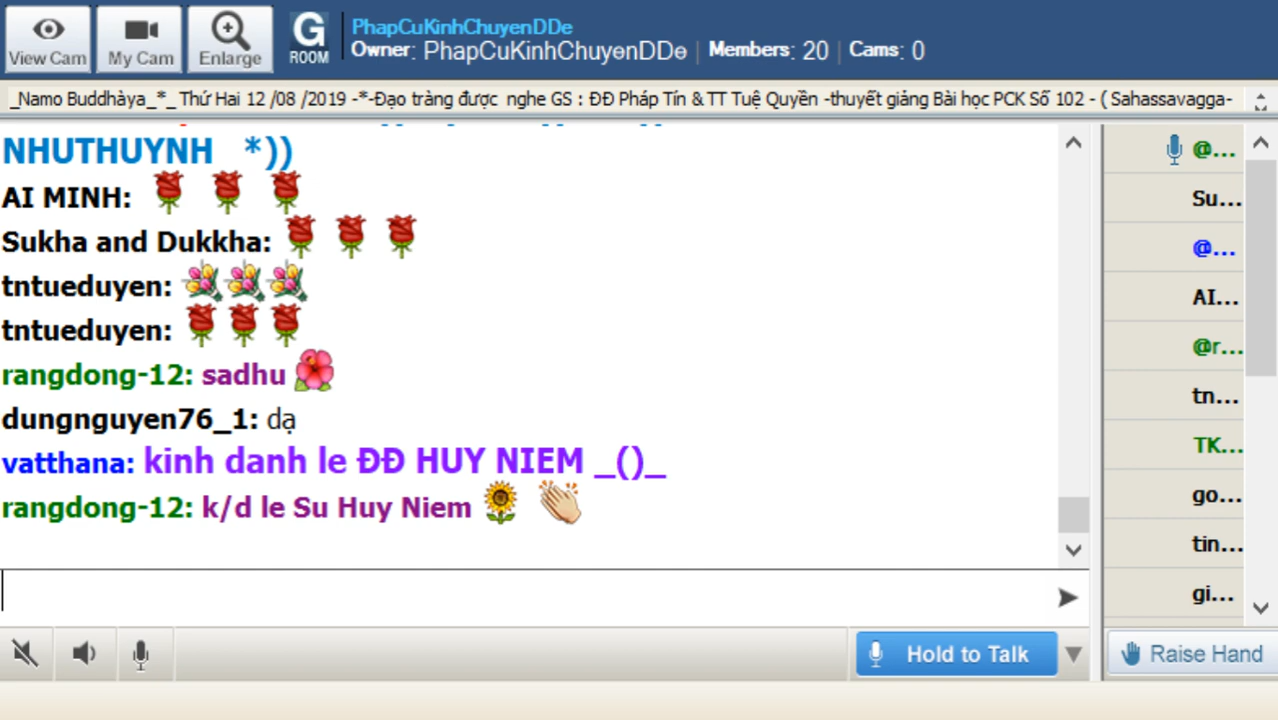 View Cam
My Cam
Enlarge
G
ROOM
PhapCuKinhChuyenDDe
Owner: PhapCuKinhChuyenDDe | Members: 20 | Cams: 0
_Namo Buddhàya_*_ Thứ Hai 12 /08 /2019 -*-Đạo tràng được nghe GS : ĐĐ Pháp Tín & TT Tuệ Quyền -thuyết giảng Bài học PCK Số 102 - ( Sahassavagga-
NHUTHUYNH *))
AI MINH:
Sukha and Dukkha:
tntueduyen:
tntueduyen:
rangdong-12: sadhu
dungnguyen76_1: dạ
vatthana: kinh danh le ĐĐ HUY NIEM _()_
rangdong-12: k/d le Su Huy Niem
@...
Su...
@...
AI...
@r...
tn...
TK...
go...
tin...
gi...
Hold to Talk
Raise Hand